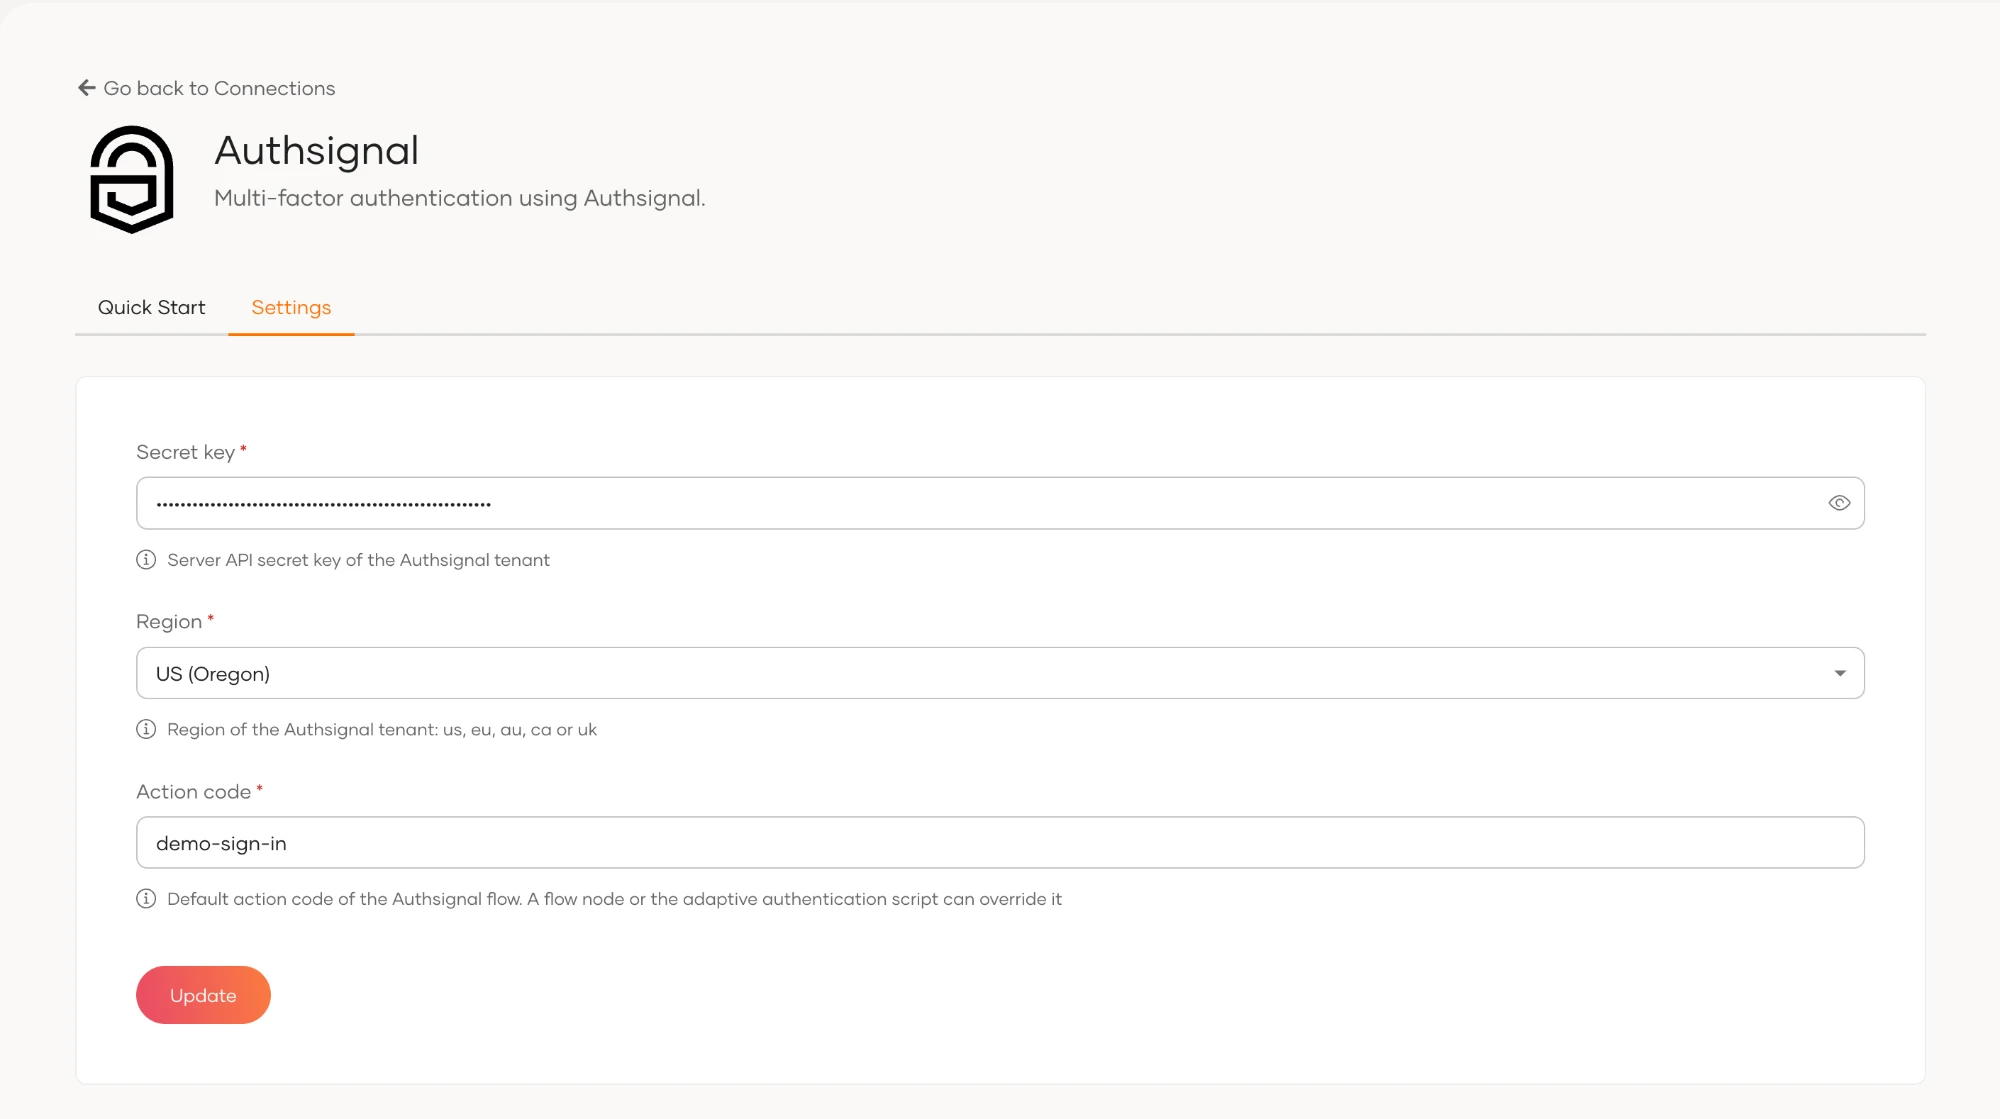 Go back to Connections
Authsignal
Multi-factor authentication using Authsignal.
Quick Start
Settings
Secret key *
Server API secret key of the Authsignal tenant
Region *
US (Oregon)
Region of the Authsignal tenant: us, eu, au, ca or uk
Action code *
demo-sign-in
Default action code of the Authsignal flow. A flow node or the adaptive authentication script can override it
Update